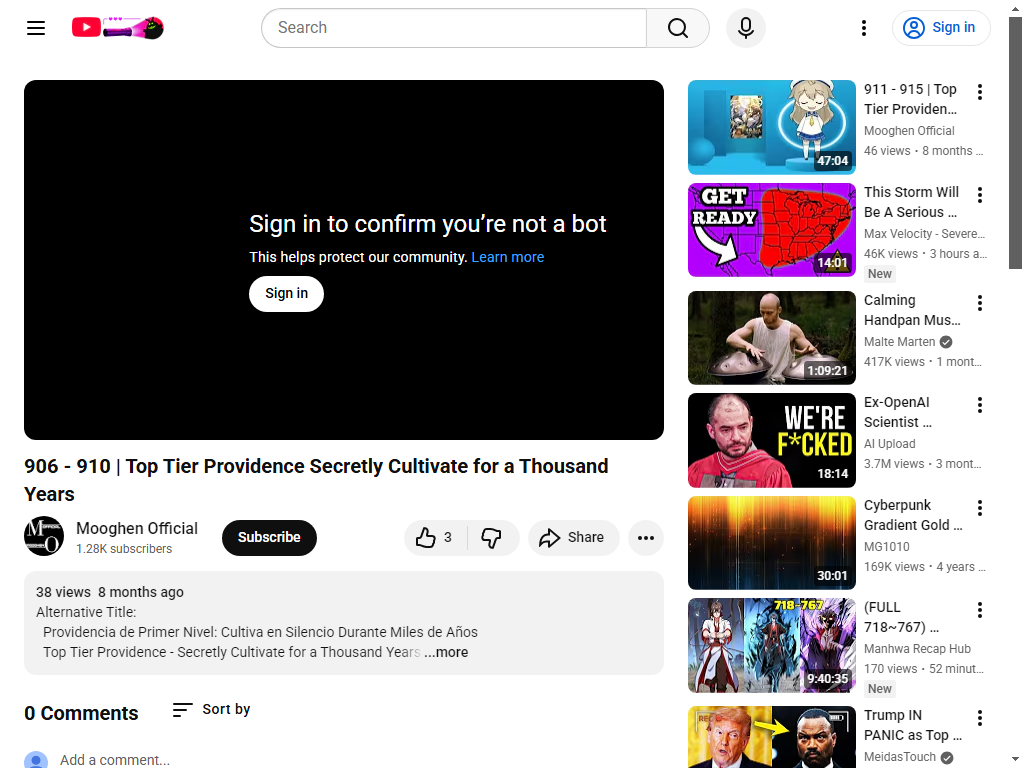 Search
Sign in
Sign in to confirm you’re not a bot
This helps protect our community. Learn more
Sign in
906 - 910 | Top Tier Providence Secretly Cultivate for a Thousand
Years
Mooghen Official
1.28K subscribers
Subscribe
3
Share
38 views  8 months ago
Alternative Title:
Providencia de Primer Nivel: Cultiva en Silencio Durante Miles de Años
Top Tier Providence - Secretly Cultivate for a Thousand Years ...more
0 Comments
Sort by
Add a comment...
47:04
911 - 915 | Top
Tier Providen...
Mooghen Official
46 views • 8 months ...
GET
READY
14:01
This Storm Will
Be A Serious ...
Max Velocity - Severe...
46K views • 3 hours a...
New
1:09:21
Calming
Handpan Mus...
Malte Marten
417K views • 1 mont...
WE'RE
F*CKED
18:14
Ex-OpenAI
Scientist ...
AI Upload
3.7M views • 3 mont...
30:01
Cyberpunk
Gradient Gold ...
MG1010
169K views • 4 years ...
718-767
9:40:35
(FULL
718~767) ...
Manhwa Recap Hub
170 views • 52 minut...
New
Trump IN
PANIC as Top ...
MeidasTouch